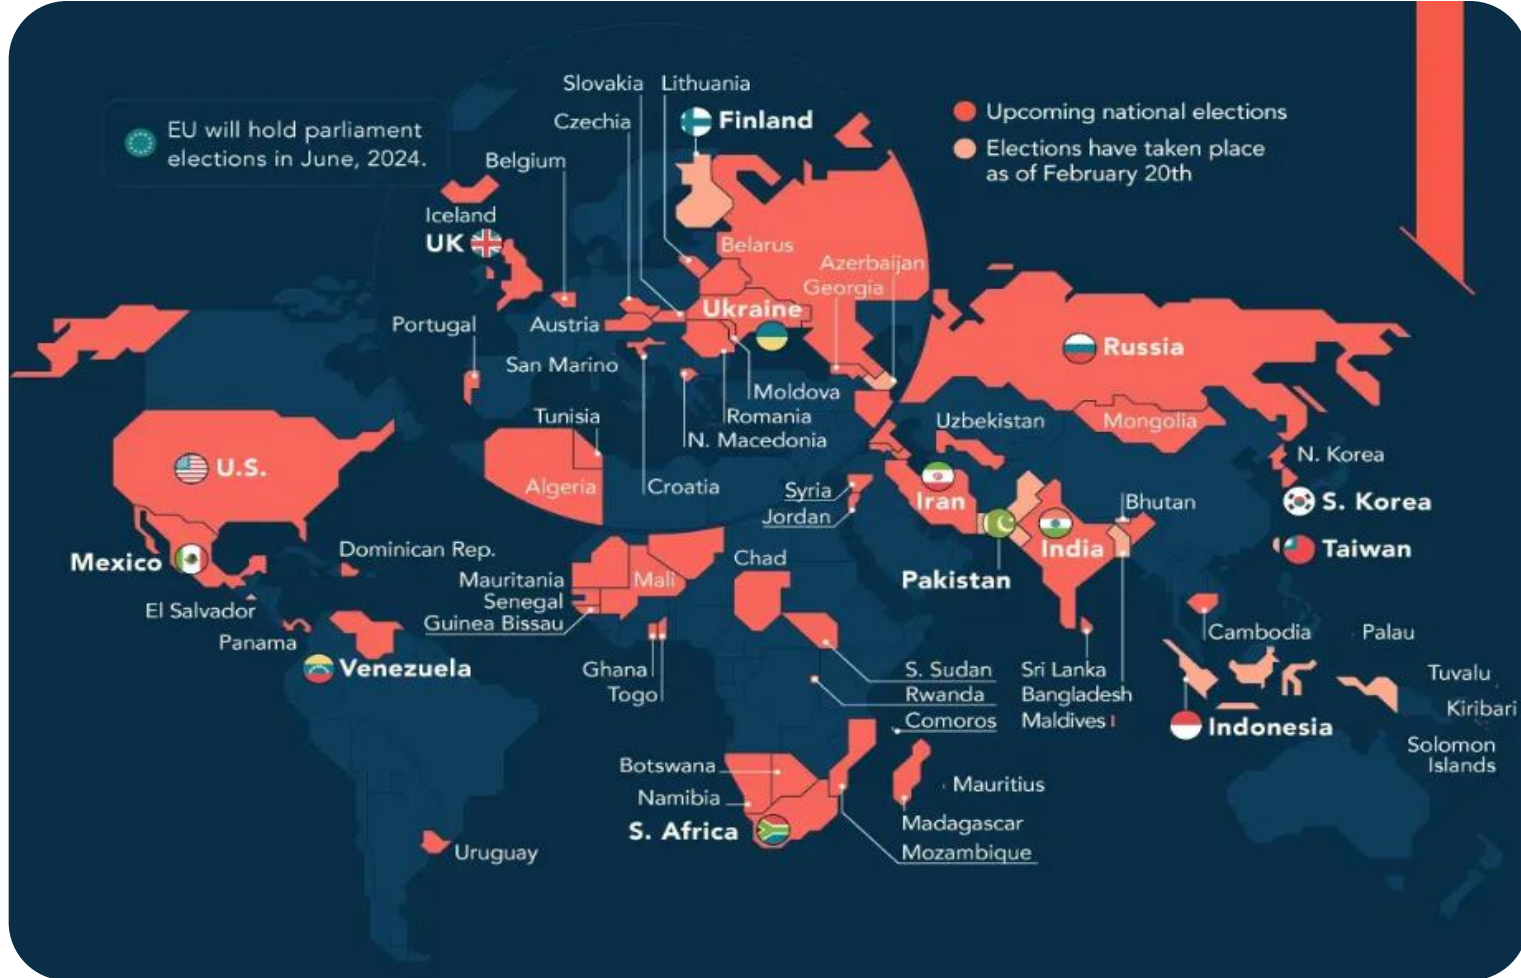 Slovakia
Lithuania
Czechia
Finland
Upcoming national elections
EU will hold parliament
elections in June, 2024.
Elections have taken place
as of February 20th
Belgium
Iceland
UK
Belarus
Azerbaijan
Georgia
Ukraine
Portugal
Austria
Russia
San Marino
Moldova
Tunisia
Romania
Uzbekistan
Mongolia
N. Macedonia
N. Korea
U.S.
Algeria
Croatia
Syria
Iran
Bhutan
S. Korea
Jordan
India
Taiwan
Mexico
Dominican Rep.
Chad
Mauritania
Mali
Pakistan
Senegal
El Salvador
Guinea Bissau
Panama
Cambodia
Palau
Venezuela
Ghana
S. Sudan
Sri Lanka
Tuvalu
Togo
Rwanda
Bangladesh
Kiribari
Comoros
Maldives
Indonesia
Solomon
Islands
Botswana
Mauritius
Namibia
S. Africa
Madagascar
Mozambique
Uruguay